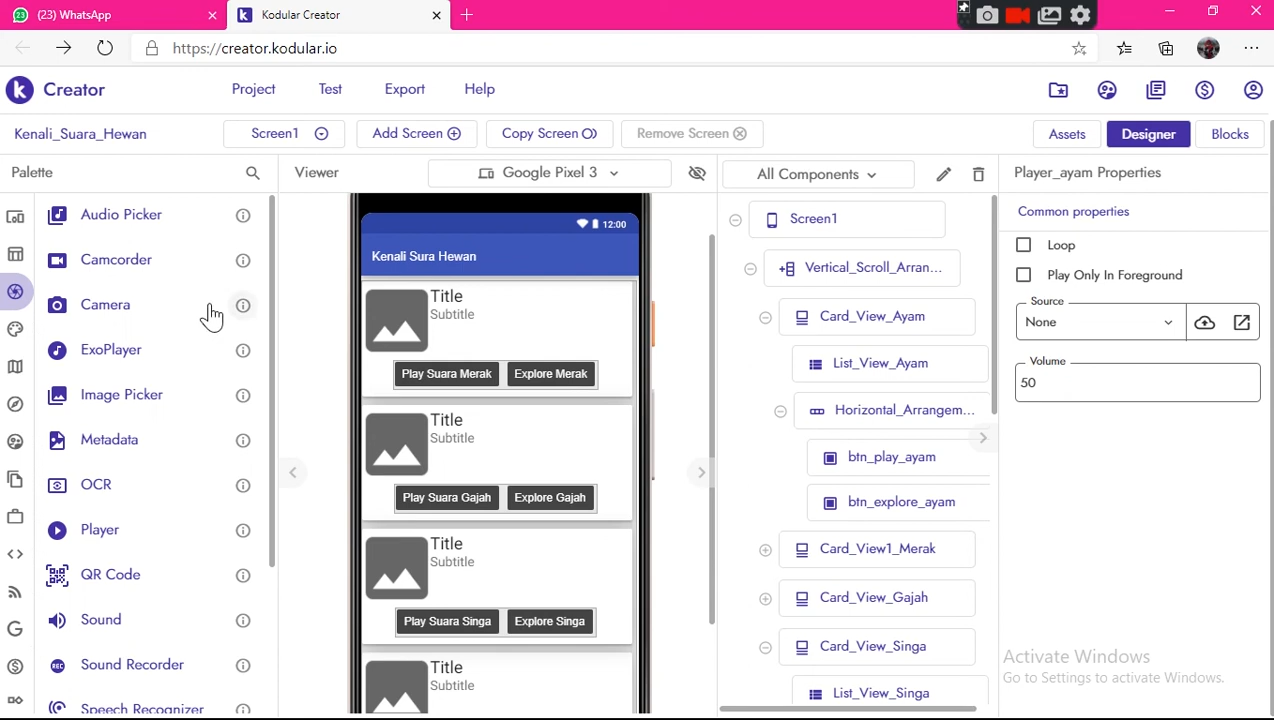 (23) WhatsApp
Kodular Creator
https://creator.kodular.io
Creator
Project
Test
Export
Help
Kenali_Suara_Hewan
Screen1
Add Screen
Copy Screen
Remove Screen
Assets
Designer
Blocks
Palette
Viewer
Google Pixel 3
All Components
Player_ayam Properties
Audio Picker
Camcorder
Camera
ExoPlayer
Image Picker
Metadata
OCR
Player
QR Code
Sound
Sound Recorder
Speech Recognizer
12:00
Kenali Sura Hewan
Title
Subtitle
Play Suara Merak
Explore Merak
Title
Subtitle
Play Suara Gajah
Explore Gajah
Title
Subtitle
Play Suara Singa
Explore Singa
Title
Subtitle
Screen1
Vertical_Scroll_Arran...
Card_View_Ayam
List_View_Ayam
Horizontal_Arrangem...
btn_play_ayam
btn_explore_ayam
Card_View1_Merak
Card_View_Gajah
Card_View_Singa
List_View_Singa
Common properties
Loop
Play Only In Foreground
Source
None
Volume
50
Activate Windows
Go to Settings to activate Windows.